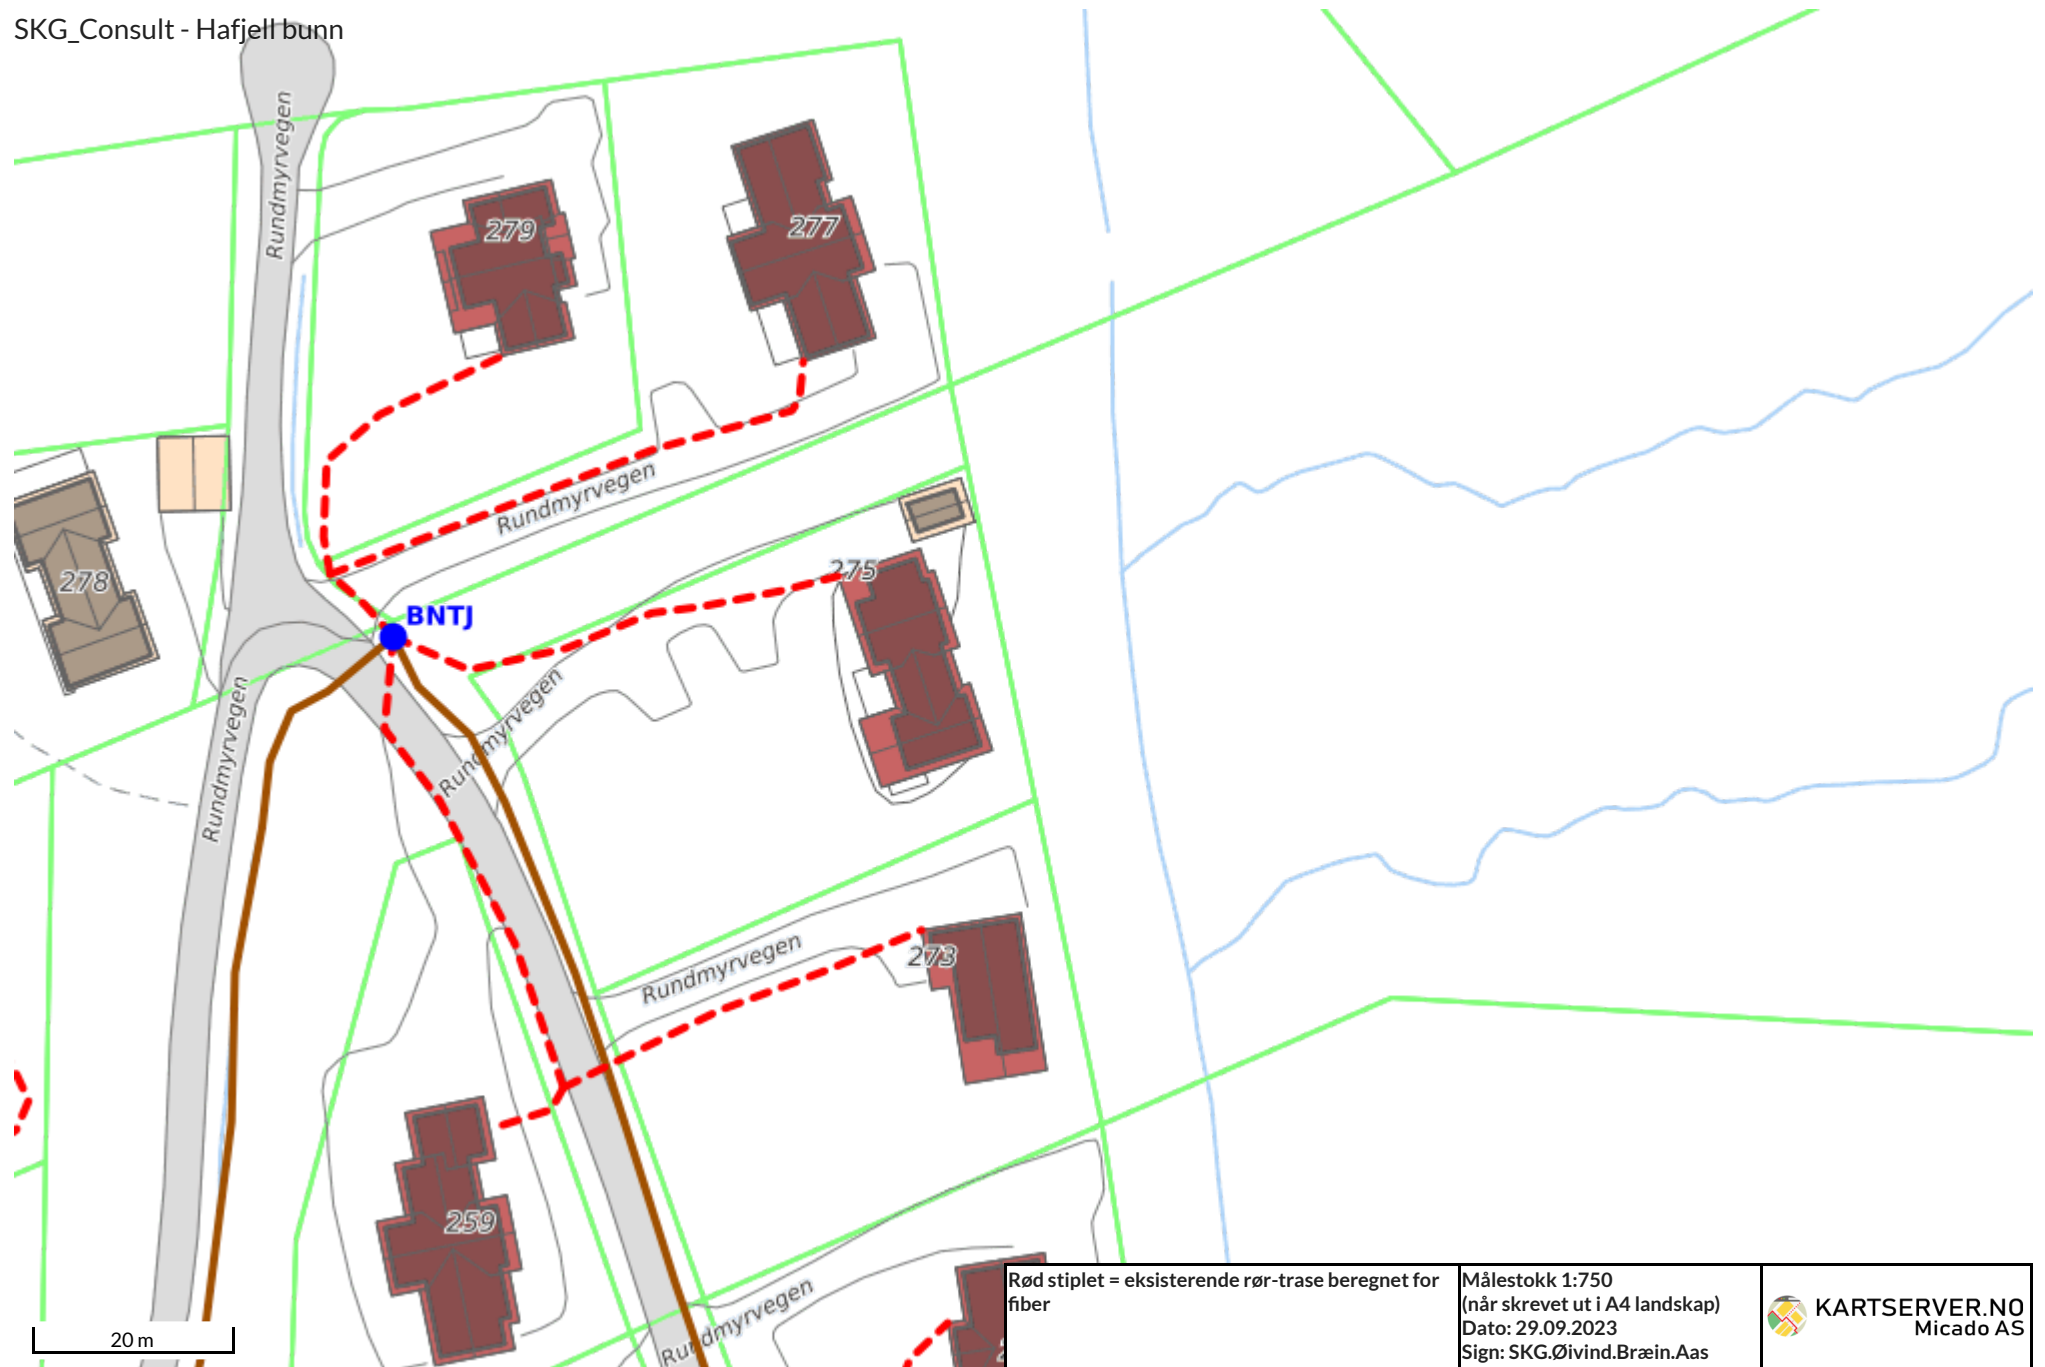 SKG_Consult - Hafjell bunn
Rundmyrvegen
279
277
Rundmyrvegen
278
275
BNTJ
Rundmyrvegen
Rundmyrvegen
273
Rundmyrvegen
259
Rundmyrvegen
20 m
Rød stiplet = eksisterende rør-trase beregnet for
fiber
Målestokk 1:750
(når skrevet ut i A4 landskap)
Dato: 29.09.2023
Sign: SKG.Øivind.Bræin.Aas
KARTSERVER.NO
Micado AS